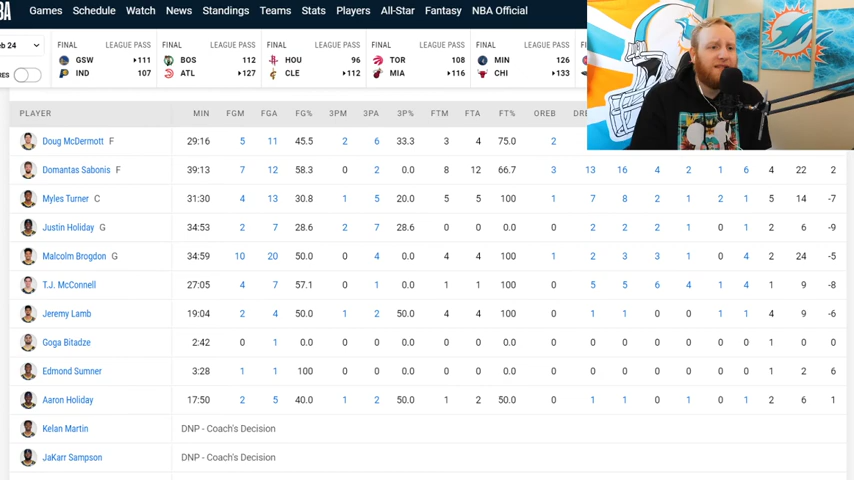 BA Games Schedule Watch News Standings Teams Stats Players All-Star Fantasy NBA Official
b 24
RES
FINAL LEAGUE PASS
GSW 111
IND 107
FINAL LEAGUE PASS
BOS 112
ATL 127
FINAL LEAGUE PASS
HOU 96
CLE 112
FINAL LEAGUE PASS
TOR 108
MIA 116
FINAL LEAGUE PASS
MIN 126
CHI 133
PLAYER MIN FGM FGA FG% 3PM 3PA 3P% FTM FTA FT% OREB DRE
Doug McDermott F 29:16 5 11 45.5 2 6 33.3 3 4 75.0 2
Domantas Sabonis F 39:13 7 12 58.3 0 2 0.0 8 12 66.7 3 13 16 4 2 1 6 4 22 2
Myles Turner C 31:30 4 13 30.8 1 5 20.0 5 5 100 1 7 8 2 1 2 1 5 14 -7
Justin Holiday G 34:53 2 7 28.6 2 7 28.6 0 0 0.0 0 2 2 2 1 0 1 2 6 -9
Malcolm Brogdon G 34:59 10 20 50.0 0 4 0.0 4 4 100 1 2 3 3 1 0 4 2 24 -5
T.J. McConnell 27:05 4 7 57.1 0 1 0.0 1 1 100 0 5 5 6 4 1 4 1 9 -8
Jeremy Lamb 19:04 2 4 50.0 1 2 50.0 4 4 100 0 1 1 0 0 1 1 4 9 -6
Goga Bitadze 2:42 0 1 0.0 0 0 0.0 0 0 0.0 0 0 0 0 0 0 0 1 0 0
Edmond Sumner 3:28 1 1 100 0 0 0.0 0 0 0.0 0 0 0 0 0 0 0 1 2 6
Aaron Holiday 17:50 2 5 40.0 1 2 50.0 1 2 50.0 0 1 1 0 1 0 1 2 6 1
Kelan Martin DNP - Coach's Decision
JaKarr Sampson DNP - Coach's Decision